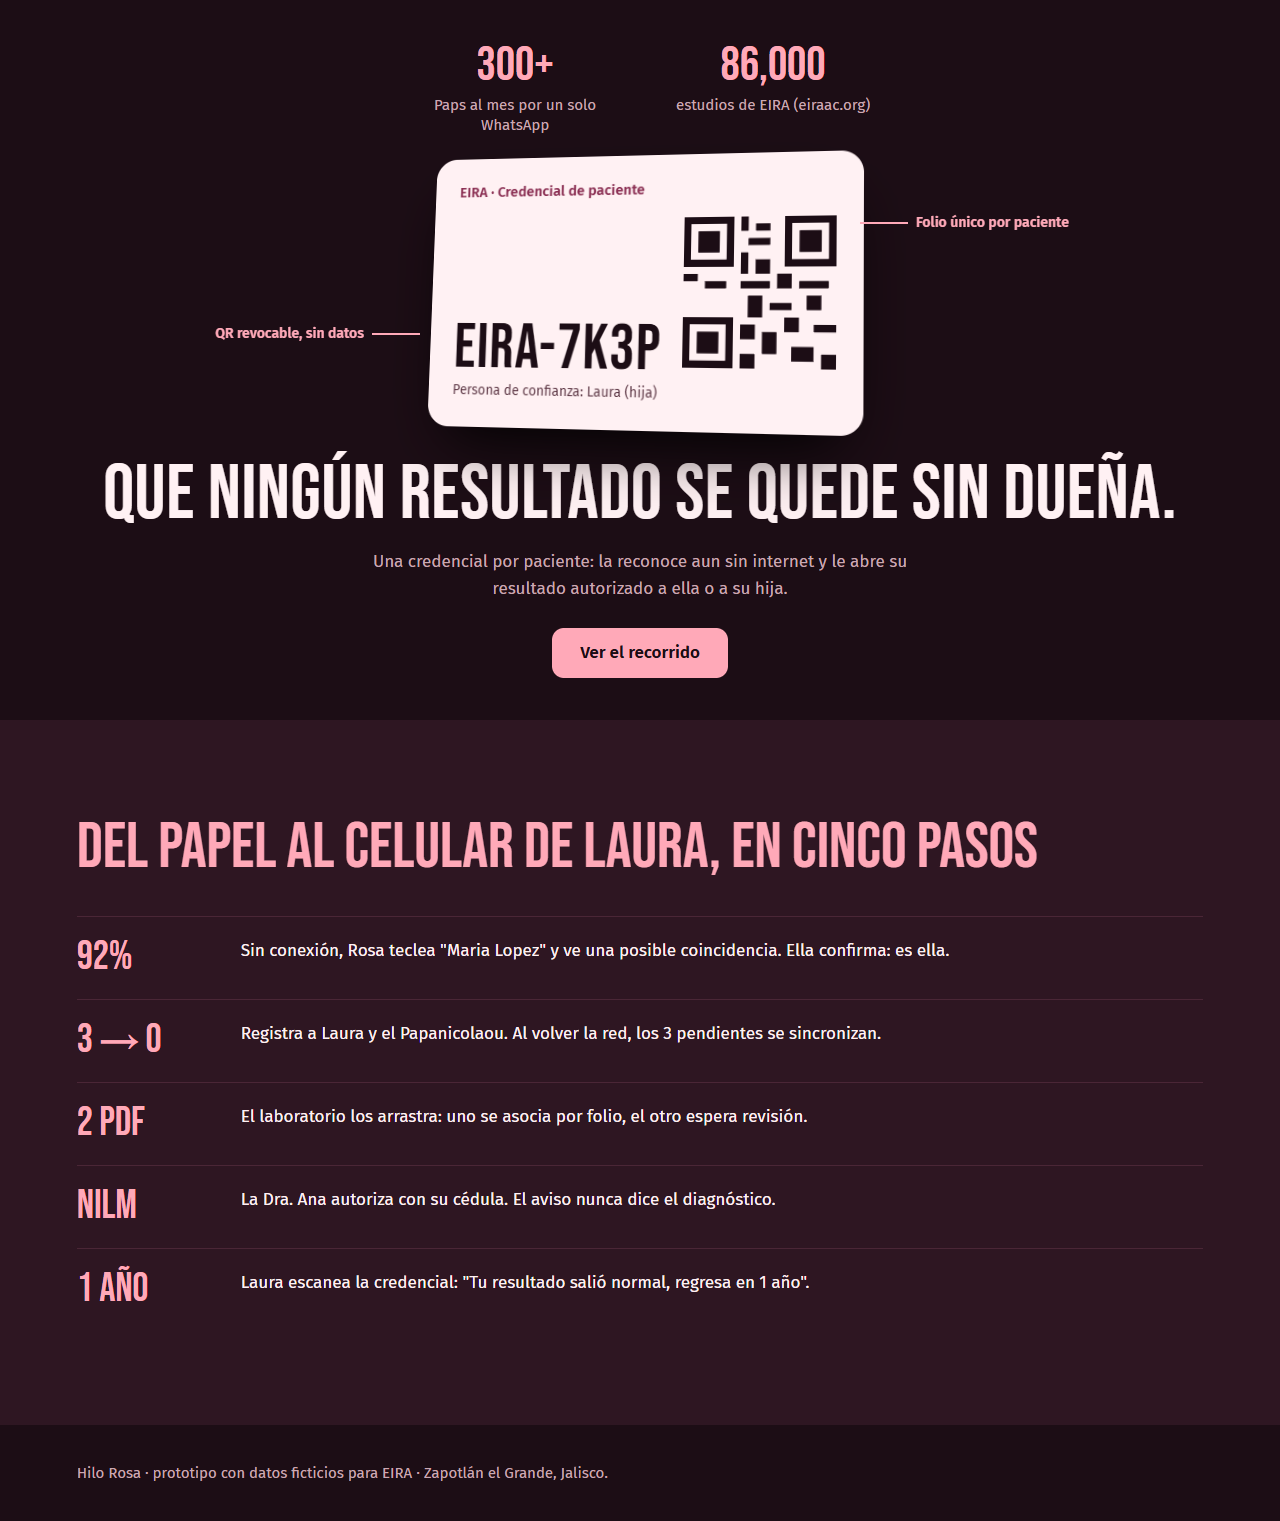 300+
86,000
Paps al mes por un solo
WhatsApp
estudios de EIRA (eiraac.org)
EIRA · Credencial de paciente
Folio único por paciente
QR revocable, sin datos
EIRA-7K3P
Persona de confianza: Laura (hija)
QUE NINGÚN RESULTADO SE QUEDE SIN DUEÑA.
Una credencial por paciente: la reconoce aun sin internet y le abre su
resultado autorizado a ella o a su hija.
Ver el recorrido
DEL PAPEL AL CELULAR DE LAURA, EN CINCO PASOS
92%
Sin conexión, Rosa teclea "Maria Lopez" y ve una posible coincidencia. Ella confirma: es ella.
3 → 0
Registra a Laura y el Papanicolaou. Al volver la red, los 3 pendientes se sincronizan.
2 PDF
El laboratorio los arrastra: uno se asocia por folio, el otro espera revisión.
NILM
La Dra. Ana autoriza con su cédula. El aviso nunca dice el diagnóstico.
1 AÑO
Laura escanea la credencial: "Tu resultado salió normal, regresa en 1 año".
Hilo Rosa · prototipo con datos ficticios para EIRA · Zapotlán el Grande, Jalisco.